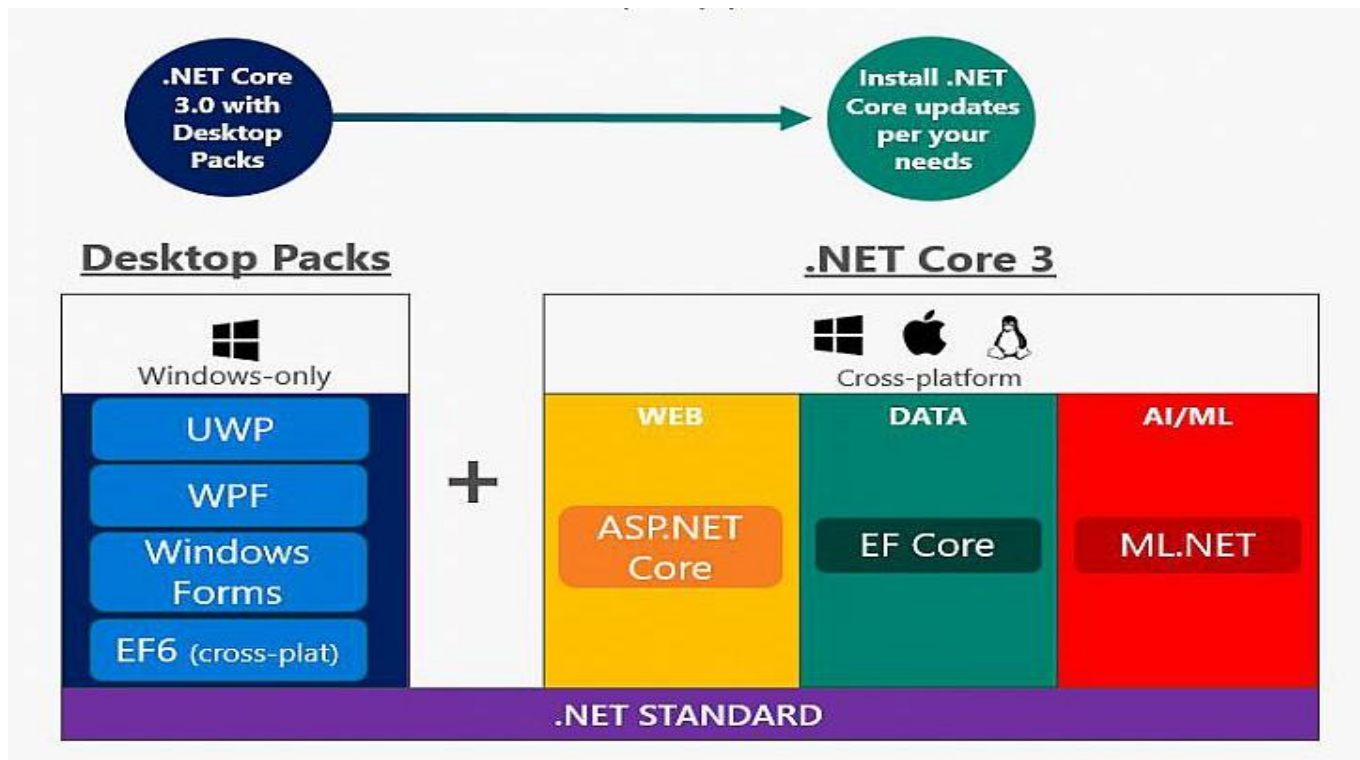 .NET Core
3.0 with
Desktop
Packs
Install .NET
Core updates
per your
needs
Desktop Packs
Windows-only
UWP
WPF
Windows
Forms
EF6 (cross-plat)
+
.NET Core 3
Cross-platform
WEB
ASP.NET
Core
DATA
EF Core
AI/ML
ML.NET
.NET STANDARD